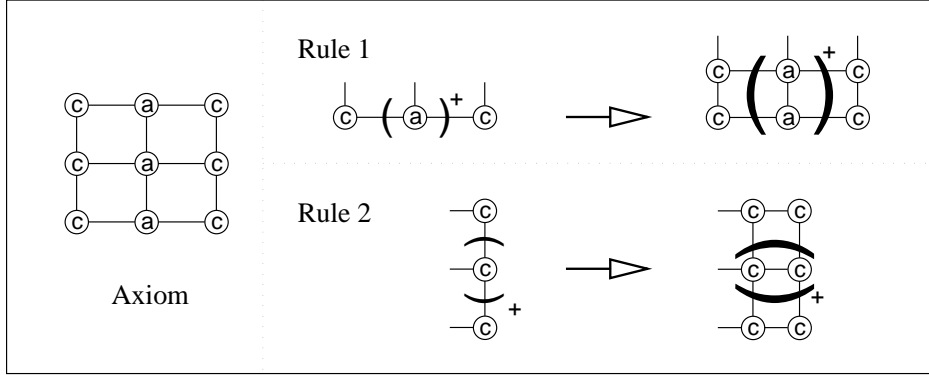 Rule 1
c ( a ) + c
c ( a ) + c
c a c
c a c
c a c
c a c
Axiom
Rule 2
c c c
( c ) + c c
c c c